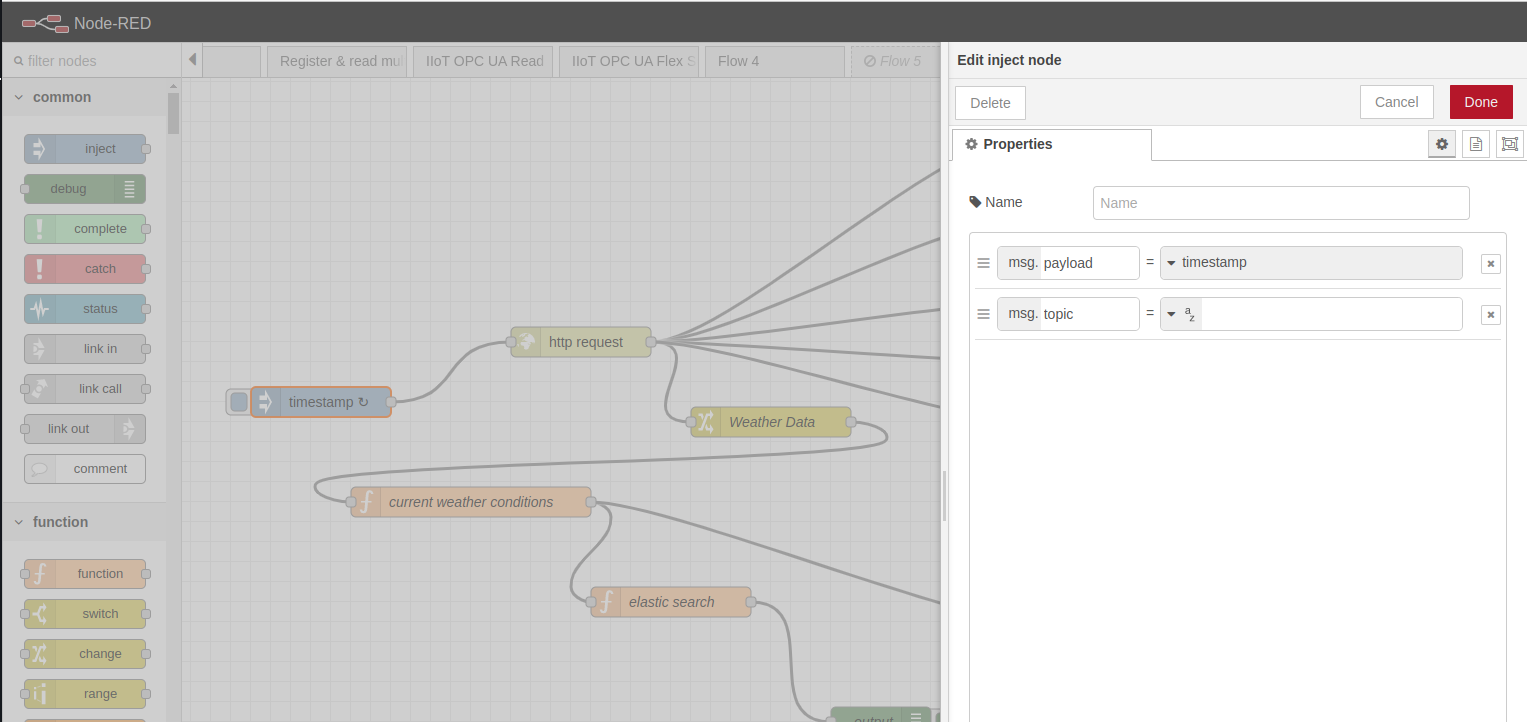 Node-RED
filter nodes
Register & read mul
IIoT OPC UA Read
IIoT OPC UA Flex S
Flow 4
Flow 5
common
inject
debug
complete
catch
status
link in
link call
link out
comment
function
function
switch
change
range
timestamp ↻
http request
Weather Data
current weather conditions
elastic search
output
Edit inject node
Delete
Cancel
Done
Properties
Name
Name
msg. payload = timestamp
msg. topic = a z